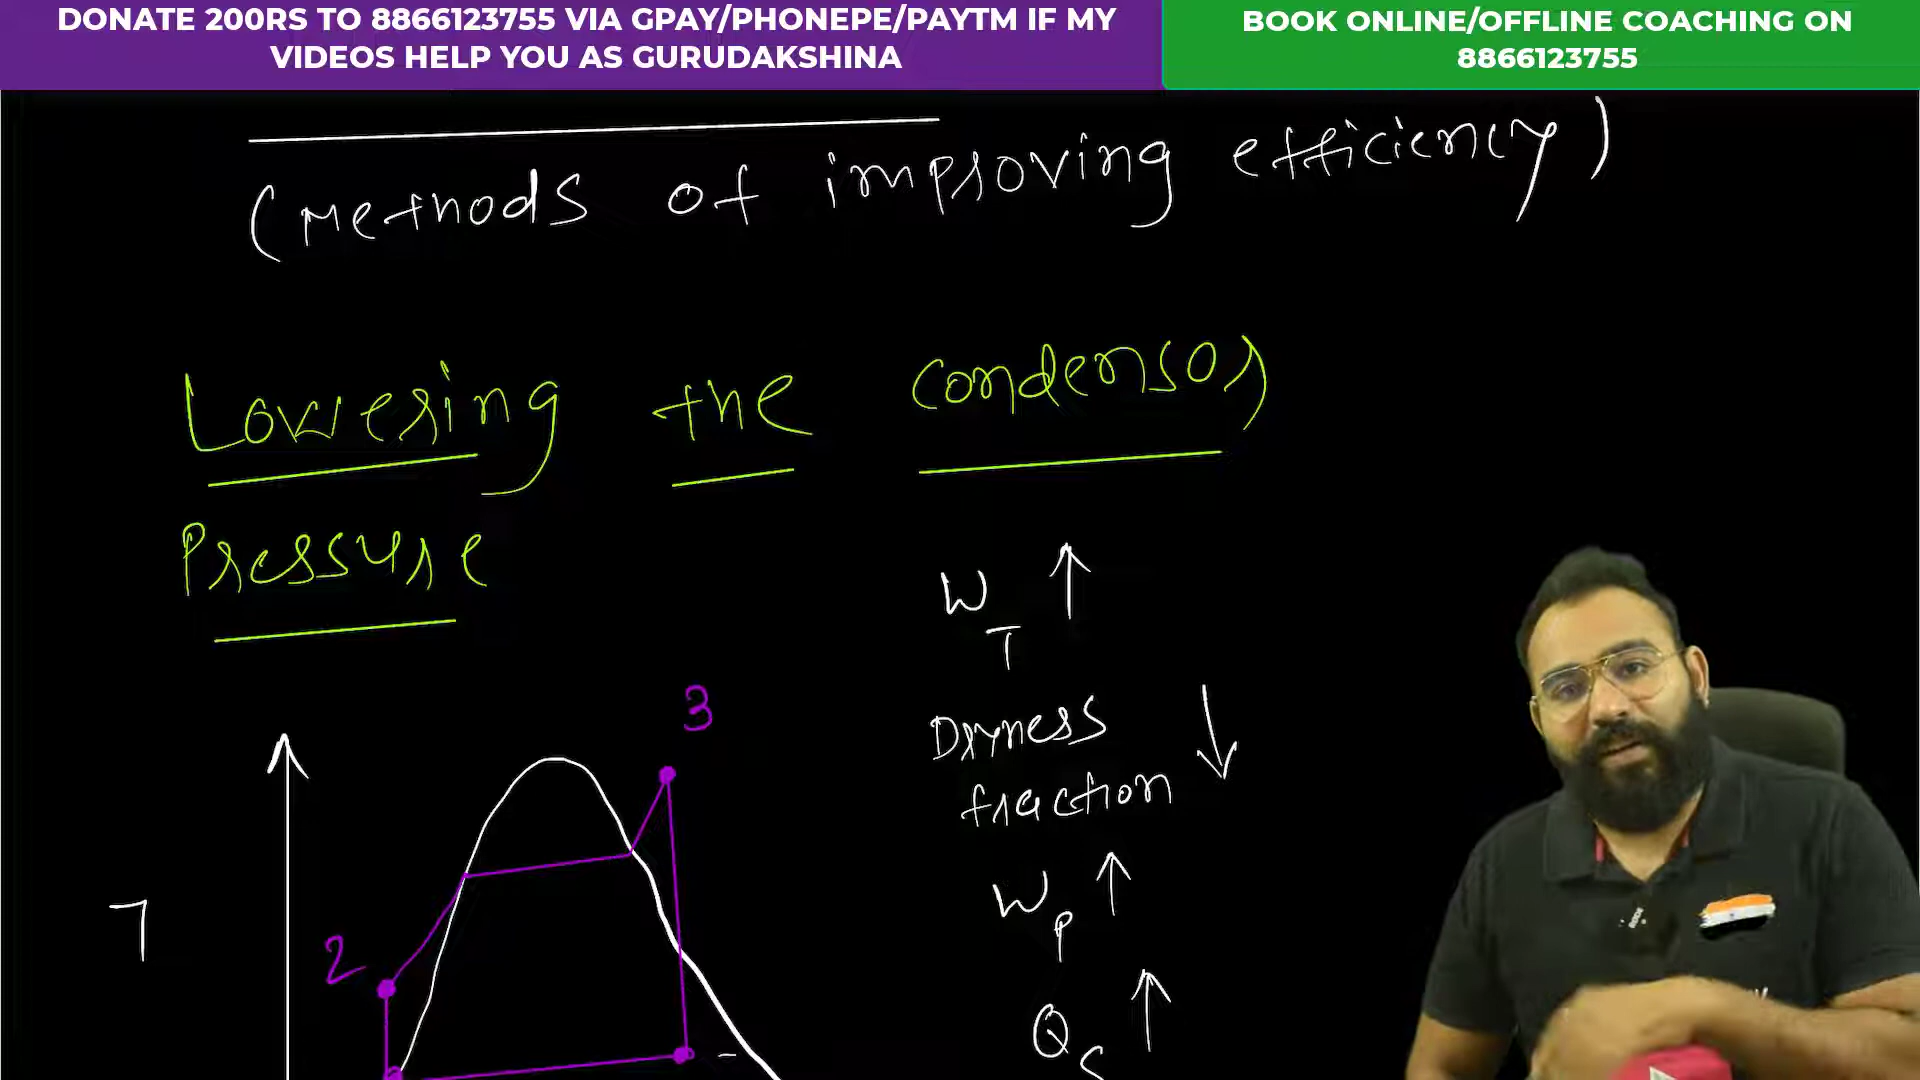 DONATE 200RS TO 8866123755 VIA GPAY/PHONEPE/PAYTM IF MY
VIDEOS HELP YOU AS GURUDAKSHINA
BOOK ONLINE/OFFLINE COACHING ON
8866123755
(Methods of improving efficiency)
Lowering the Condensor
Pressure
W T ↑
Dryness ↓
fraction
W P ↑
Q S ↑
3
2
T